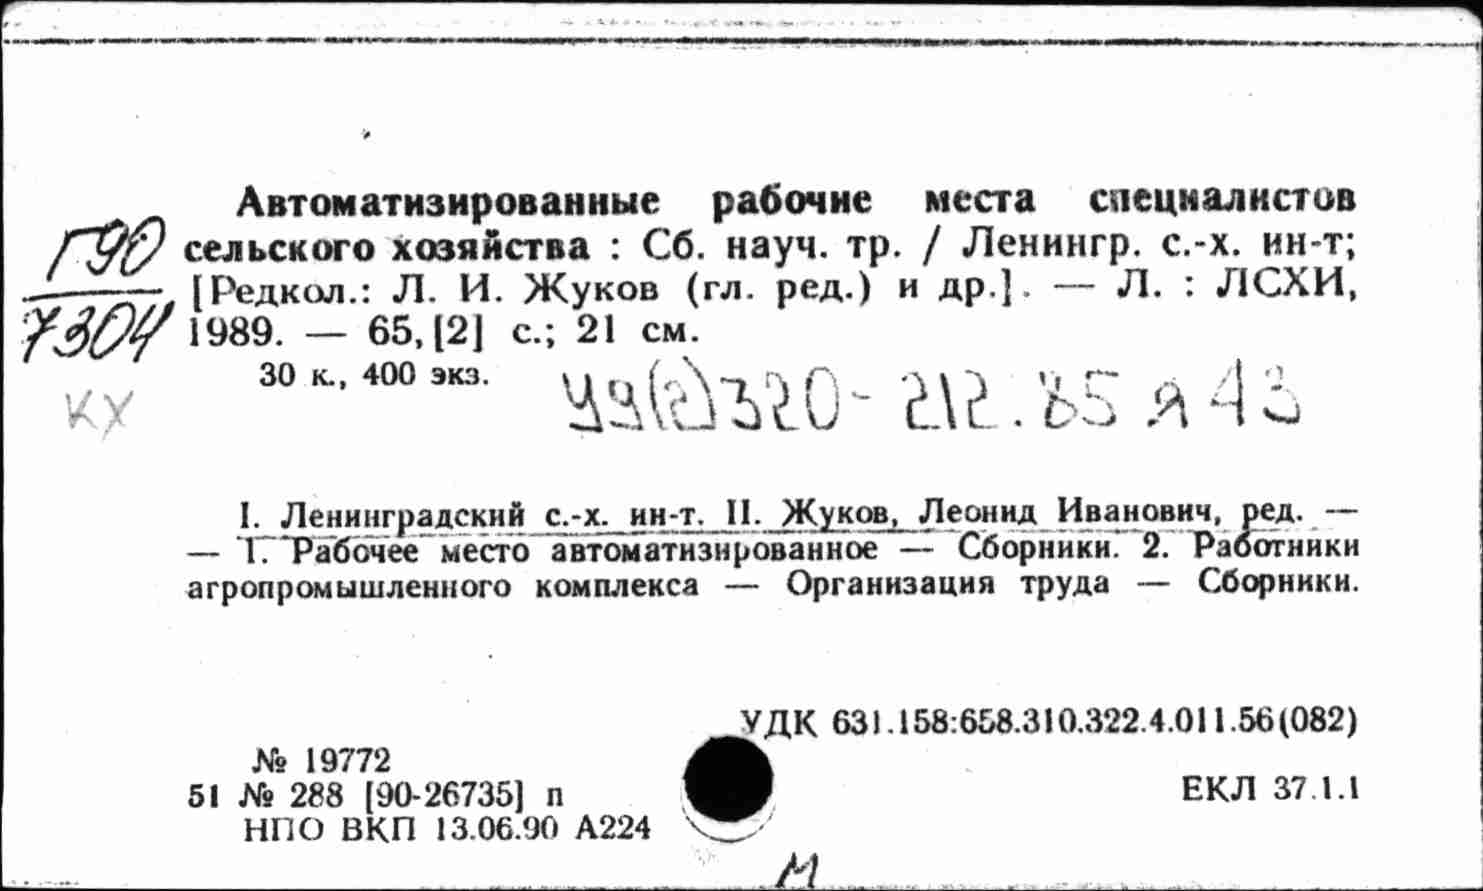 Автоматизированные рабочие места специалистов
Г90 сельского хозяйства : Сб. науч. тр. / Ленингр. с.-х. ин-т;
[Редкол.: Л. И. Жуков (гл. ред.) и др.]. — Л. : ЛСХИ,
7304 1989. — 65, [2] с.; 21 см.
30 к., 400 экз.
КХ У9(2)320-212.85я43
I. Ленинградский с.-х. ин-т. II. Жуков, Леонид Иванович, ред. —
— 1. Рабочее место автоматизированное — Сборники. 2. Работники
агропромышленного комплекса — Организация труда — Сборники.
УДК 631.158:658.310.322.4.011.56(082)
№ 19772
51 № 288 [90-26735] п
ЕКЛ 37.1.1
НПО ВКП 13.06.90 А224
М